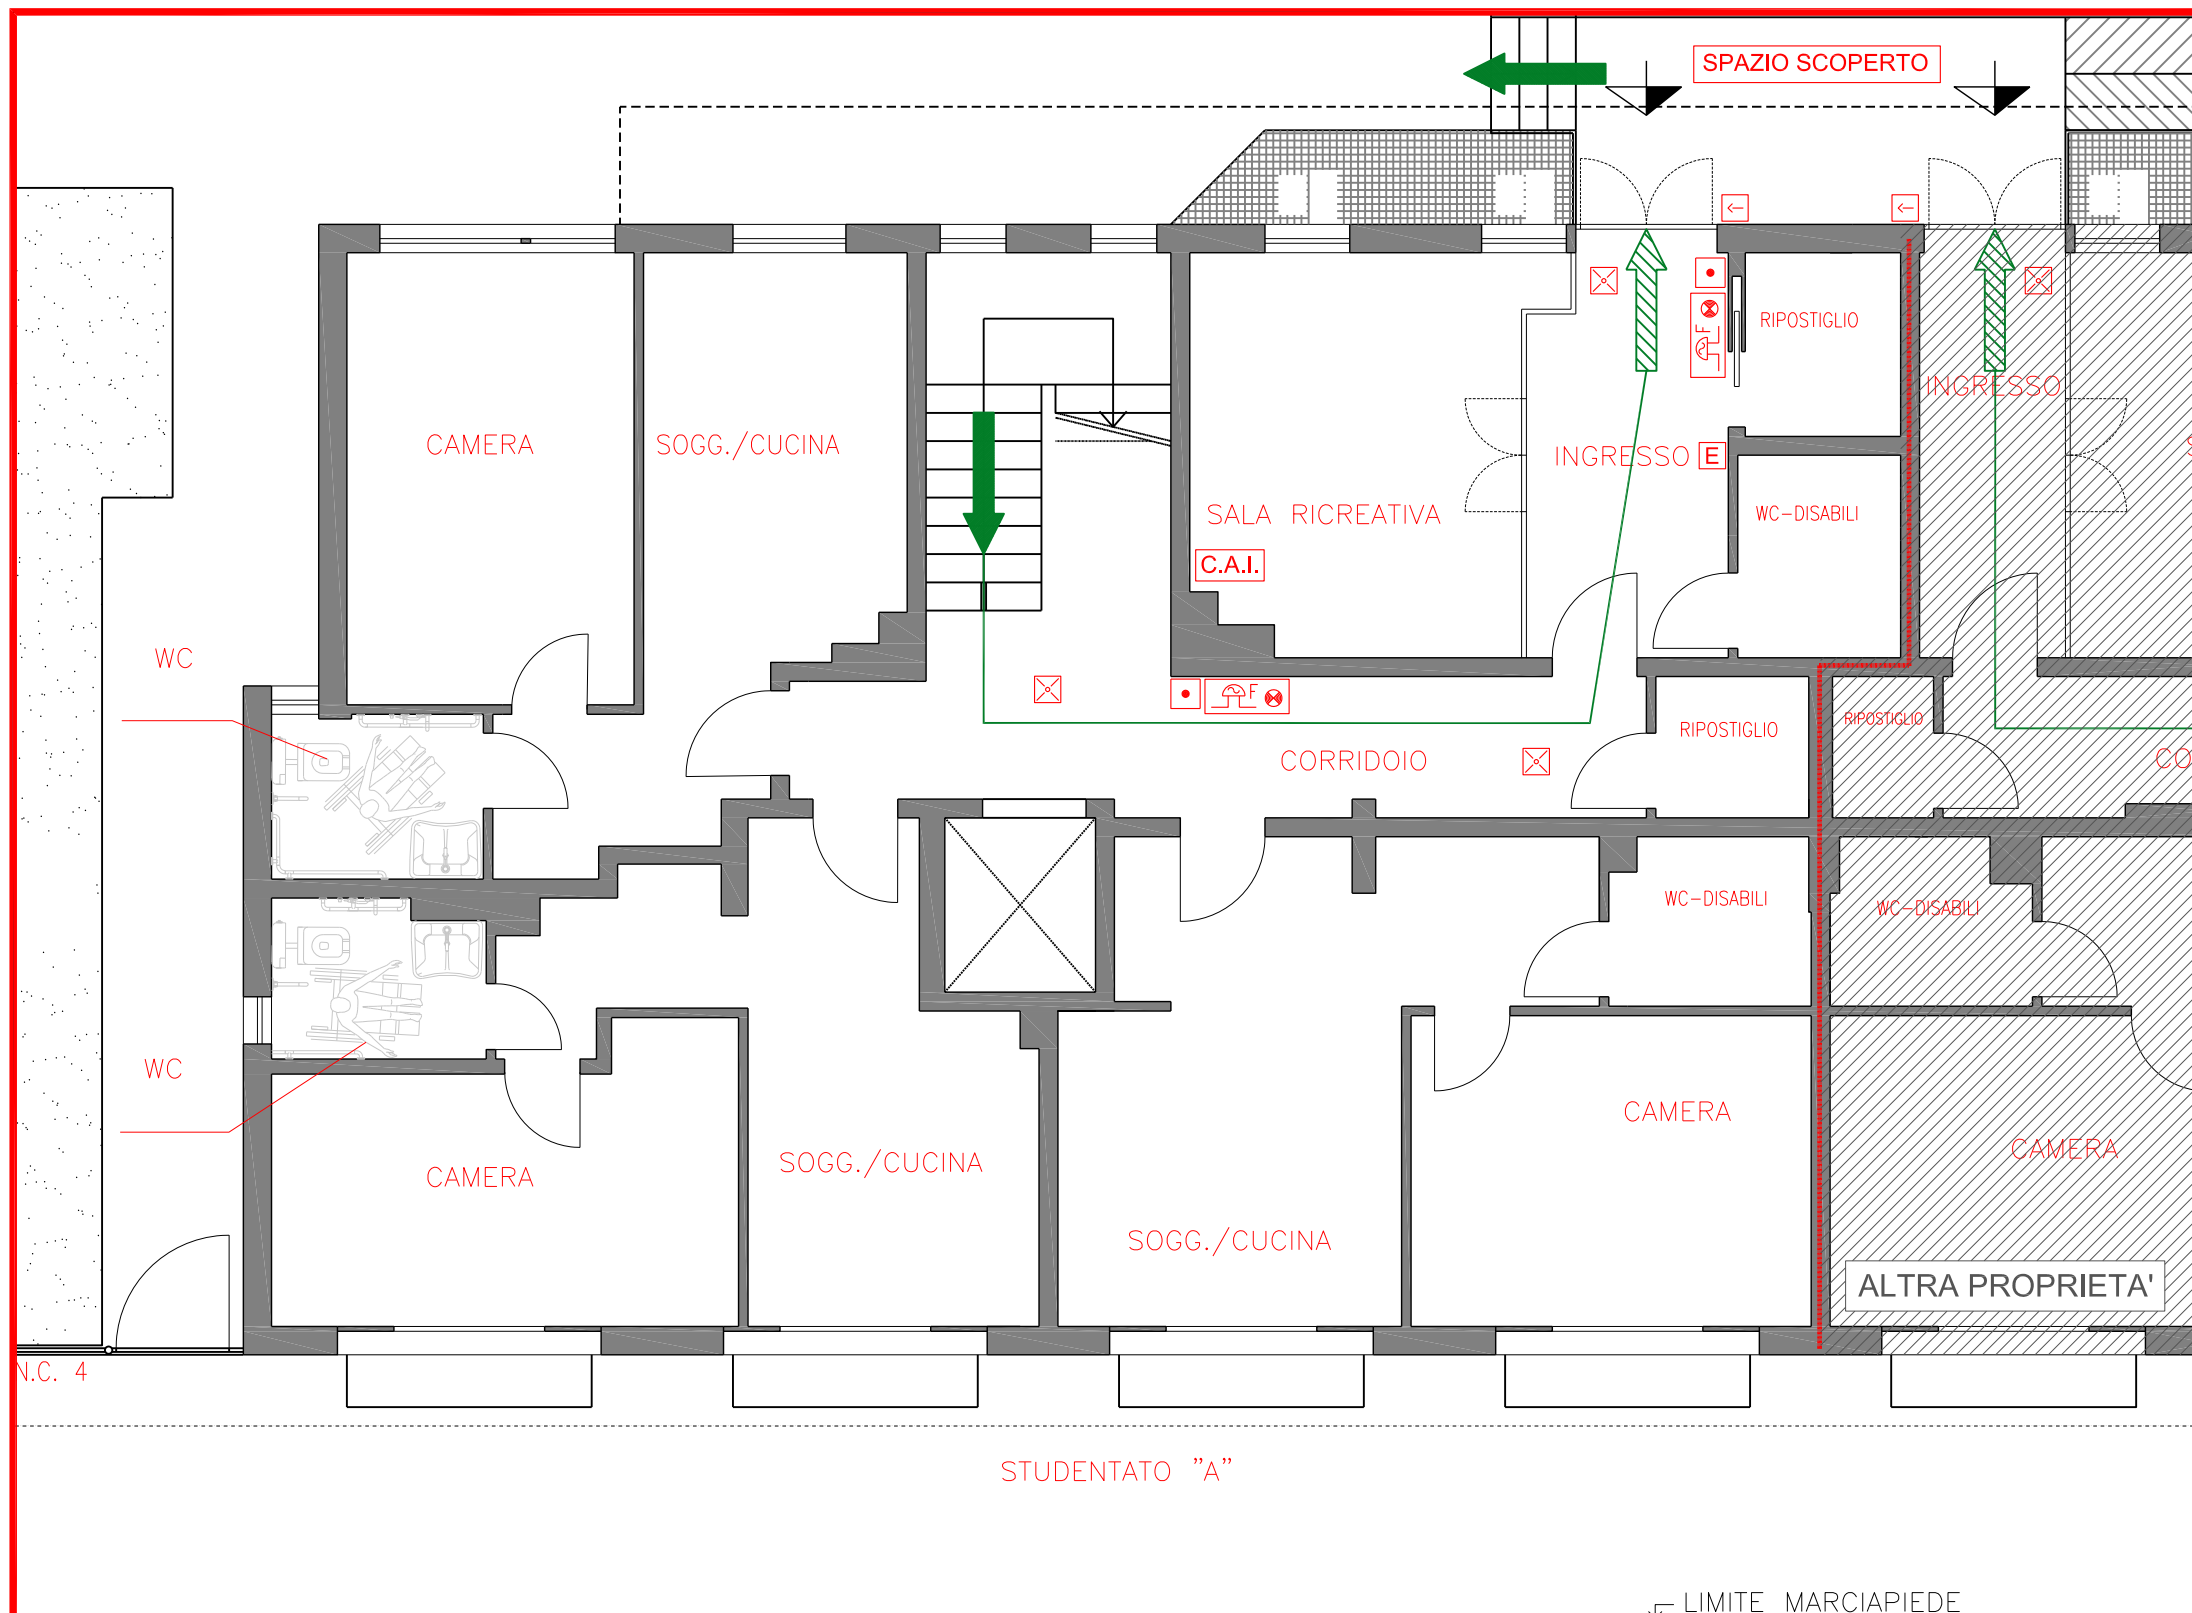 SPAZIO SCOPERTO
RIPOSTIGLIO
F
INGRESSO
CAMERA
SOGG./CUCINA
INGRESSO
E
SALA RICREATIVA
WC-DISABILI
C.A.I.
WC
F
RIPOSTIGLIO
RIPOSTIGLIO
CORRIDOIO
CO
WC-DISABILI
WC-DISABILI
WC
CAMERA
CAMERA
SOGG./CUCINA
CAMERA
SOGG./CUCINA
ALTRA PROPRIETA'
N.C. 4
STUDENTATO "A"
LIMITE MARCIAPIEDE